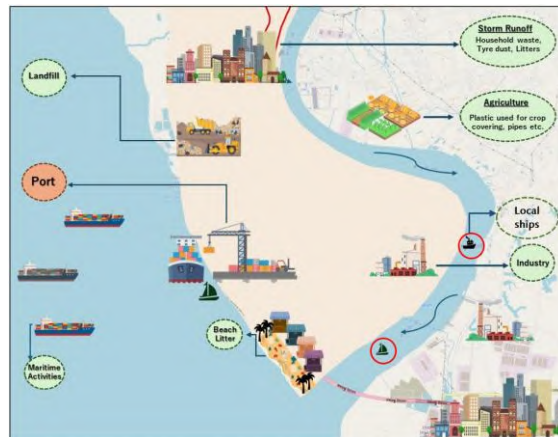 Storm Runoff
Household waste,
Tyre dust, Litters
Landfill
Agriculture
Plastic used for crop
covering, pipes etc.
Port
Local
ships
Industry
Beach
Litter
Maritime
Activities